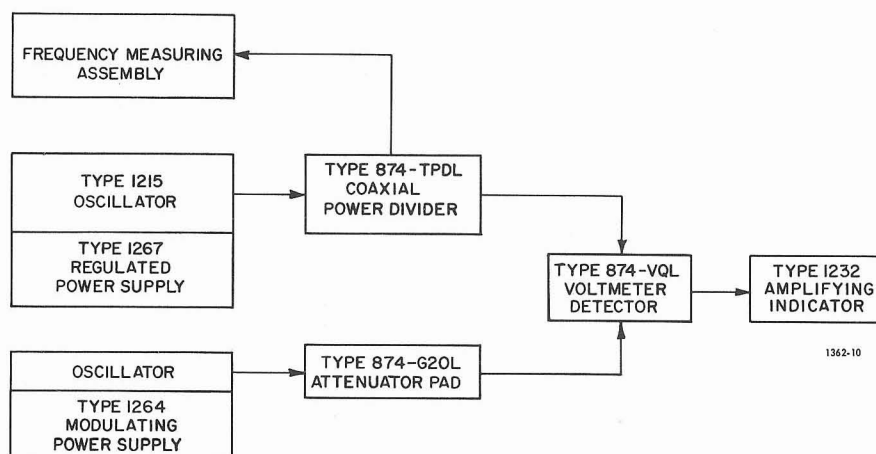 FREQUENCY MEASURING
ASSEMBLY
TYPE 1215
OSCILLATOR
TYPE 1267
REGULATED
POWER SUPPLY
TYPE 874-TPDL
COAXIAL
POWER DIVIDER
TYPE 874-VQL
VOLTMETER
DETECTOR
TYPE 1232
AMPLIFYING
INDICATOR
1362-10
OSCILLATOR
TYPE 1264
MODULATING
POWER SUPPLY
TYPE 874-G20L
ATTENUATOR PAD